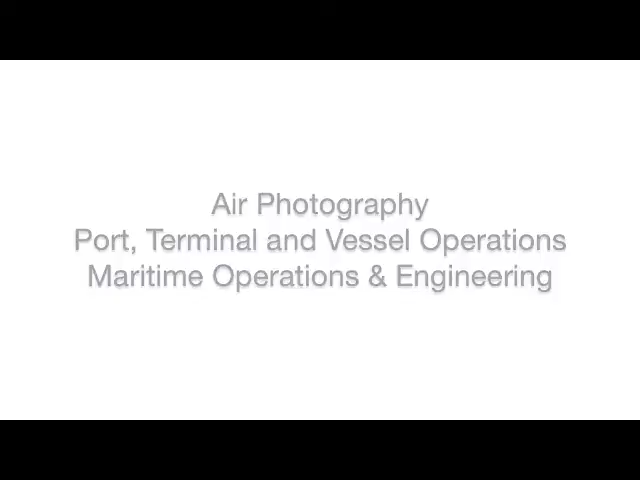 Air Photography
Port, Terminal and Vessel Operations
Maritime Operations & Engineering